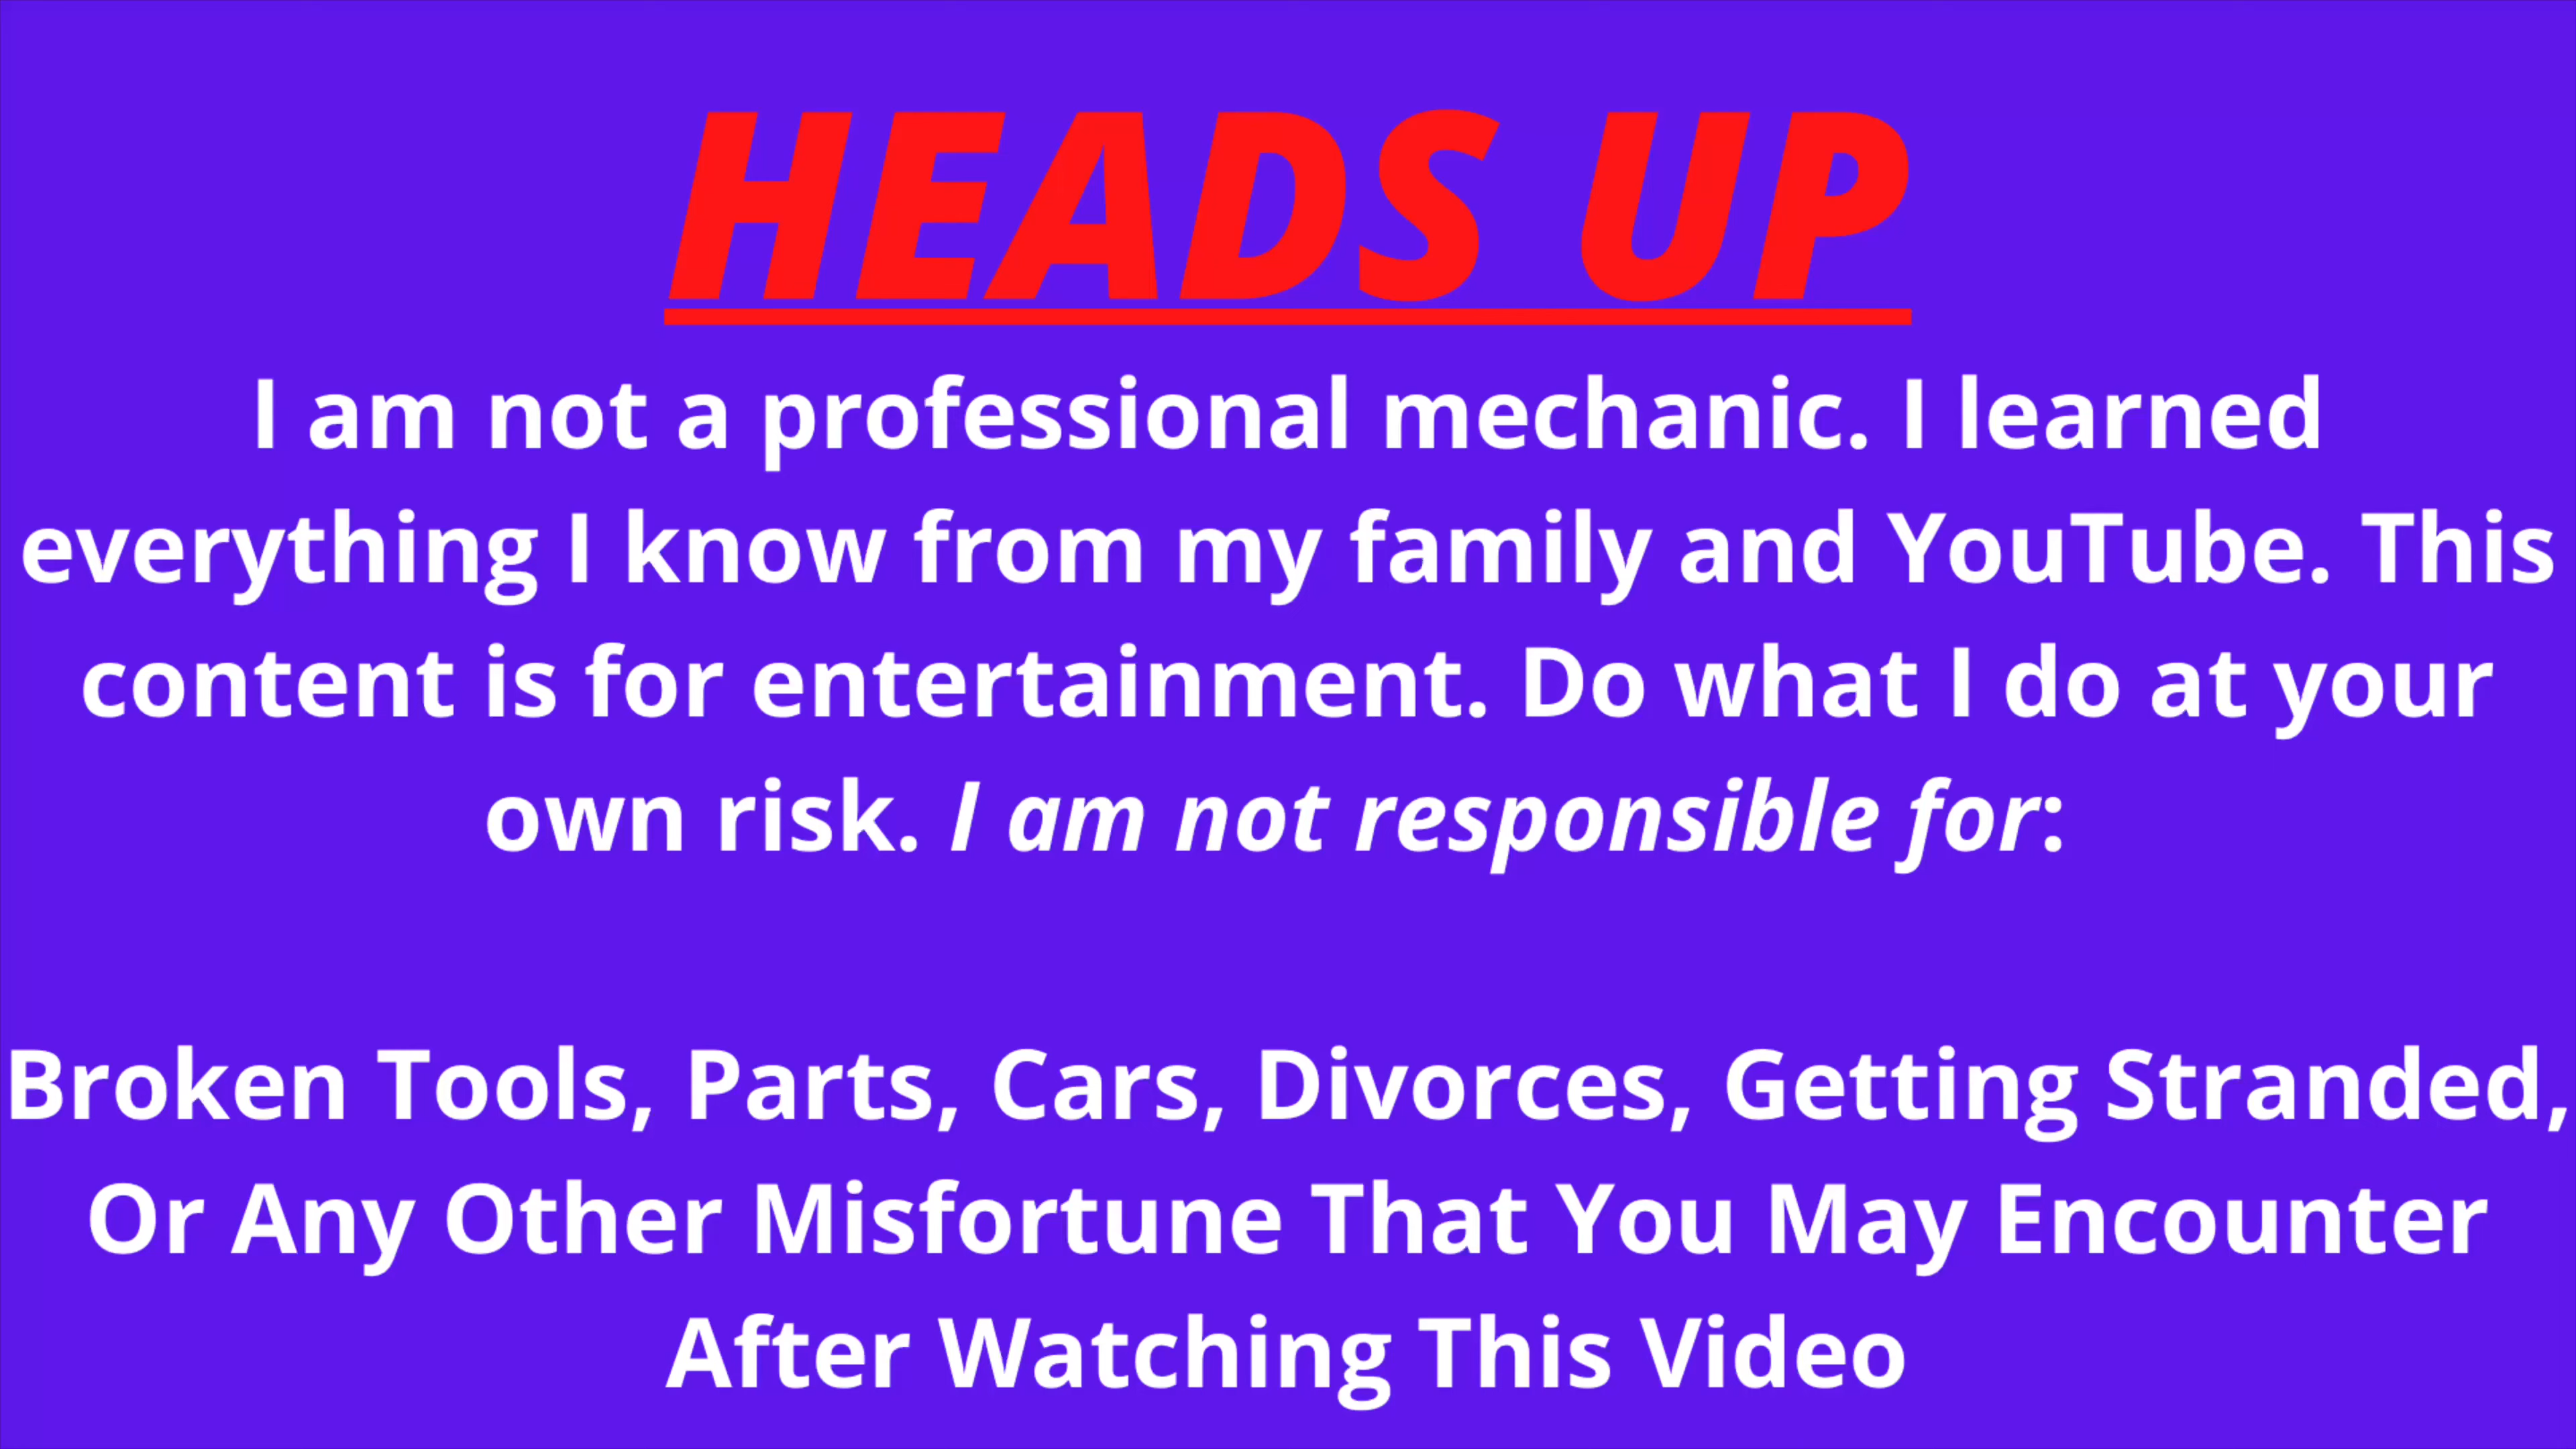 HEADS UP
I am not a professional mechanic. I learned
everything I know from my family and YouTube. This
content is for entertainment. Do what I do at your
own risk. I am not responsible for:
Broken Tools, Parts, Cars, Divorces, Getting Stranded,
Or Any Other Misfortune That You May Encounter
After Watching This Video